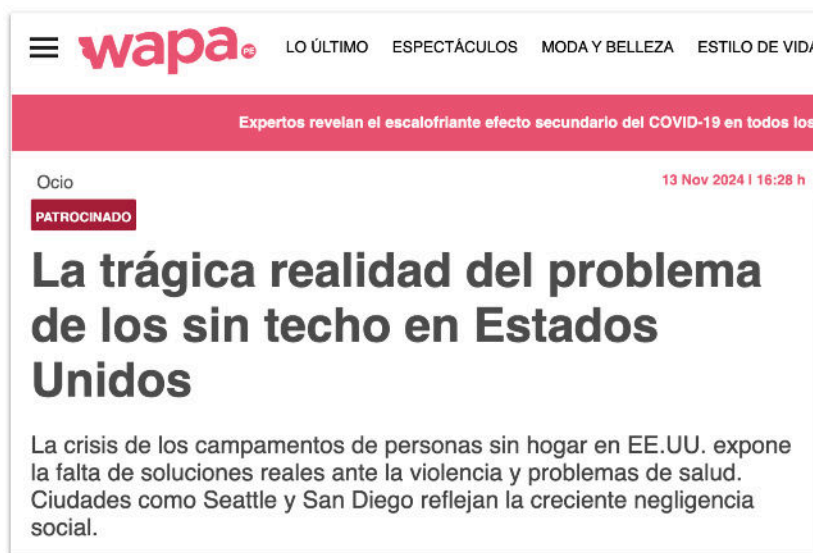 wapa.PE
LO ÚLTIMO ESPECTÁCULOS MODA Y BELLEZA ESTILO DE VIDA
Expertos revelan el escalofriante efecto secundario del COVID-19 en todos los
Ocio
13 Nov 2024 | 16:28 h
PATROCINADO
La trágica realidad del problema
de los sin techo en Estados
Unidos
La crisis de los campamentos de personas sin hogar en EE.UU. expone
la falta de soluciones reales ante la violencia y problemas de salud.
Ciudades como Seattle y San Diego reflejan la creciente negligencia
social.